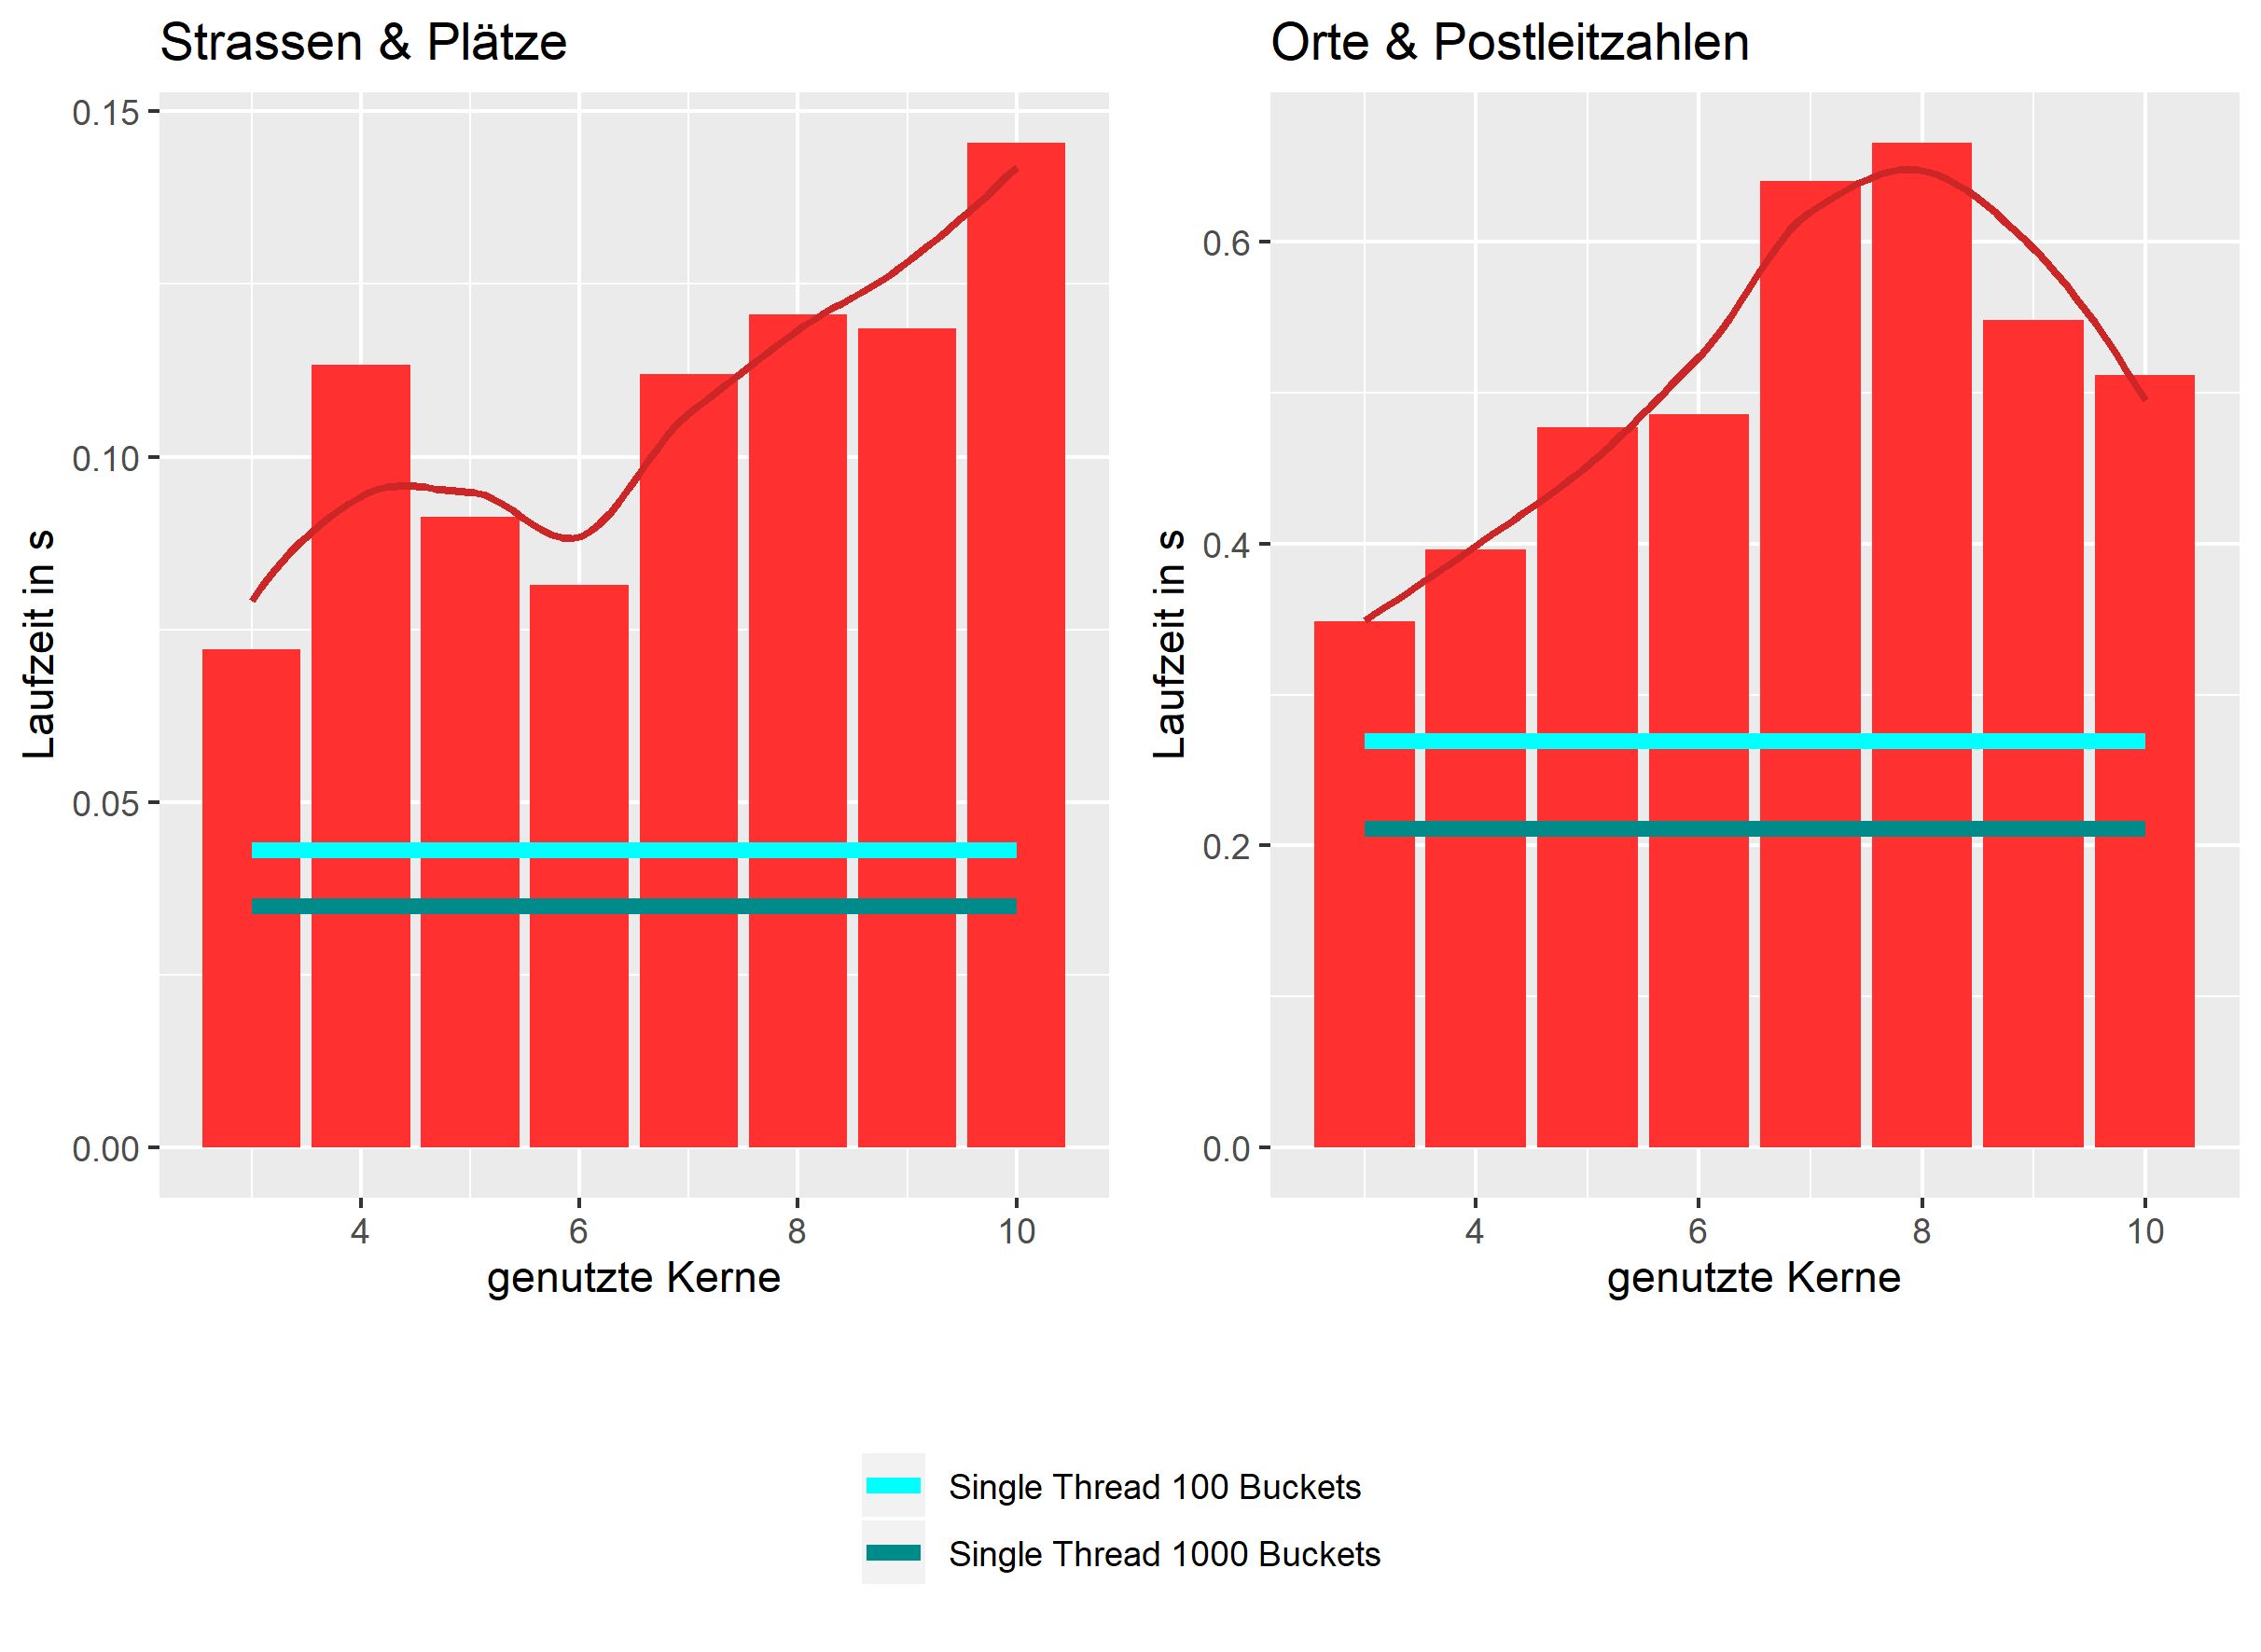 Strassen & Plätze
0.15
0.10
0.05
0.00
Laufzeit in s
4 6 8 10
genutzte Kerne
Orte & Postleitzahlen
0.6
0.4
0.2
0.0
Laufzeit in s
4 6 8 10
genutzte Kerne
Single Thread 100 Buckets
Single Thread 1000 Buckets